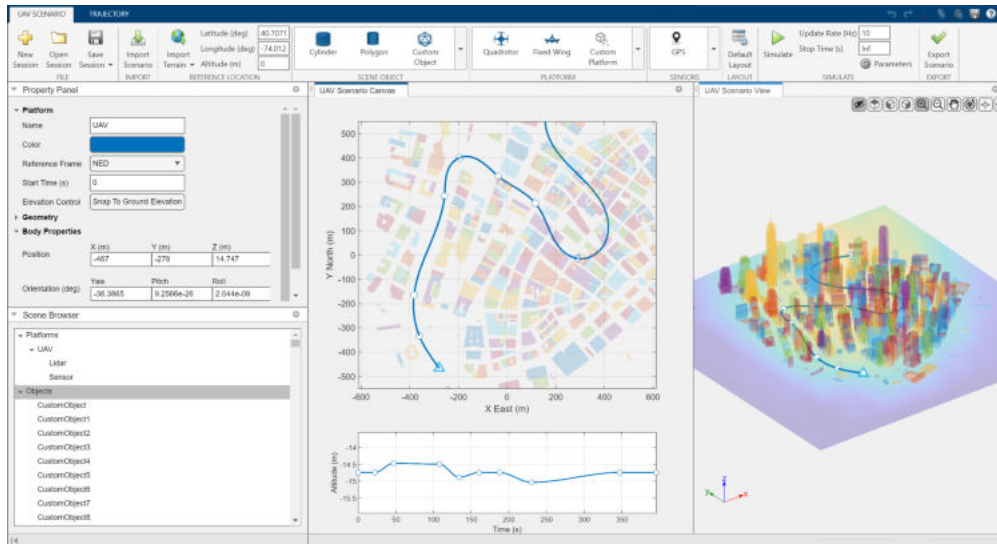 UAV SCENARIO TRAJECTORY
New Session
Open Session
Save Session
Import Scenario
Import Terrain
Latitude (deg) 40.7071
Longitude (deg) -74.012
Altitude (m) 0
Cylinder
Polygon
Custom Object
Quadrotor
Fixed Wing
Custom Platform
GPS
Default Layout
Simulate
Update Rate (Hz) 10
Stop Time (s) Inf
Parameters
Export Scenario
FILE IMPORT REFERENCE LOCATION SCENE OBJECT PLATFORM SENSORS LAYOUT SIMULATE EXPORT
Property Panel
Platform
Name UAV
Color
Reference Frame NED
Start Time (s) 0
Elevation Control Snap To Ground Elevation
Geometry
Body Properties
X (m) Y (m) Z (m)
Position -467 -279 14.747
Yaw Pitch Roll
Orientation (deg) -36.3865 9.2566e-26 2.044e-09
Scene Browser
Platforms
UAV
Lidar
Sensor
Objects
CustomObject
CustomObject1
CustomObject2
CustomObject3
CustomObject4
CustomObject5
CustomObject6
CustomObject7
CustomObject8
UAV Scenario Canvas
500
400
300
200
100
0
-100
-200
-300
-400
-500
Y North (m)
-600 -400 -200 0 200 400 600
X East (m)
-14
-14.5
-15
-15.5
Altitude (m)
0 50 100 150 200 250 300 350
Time (s)
UAV Scenario View
z
y x